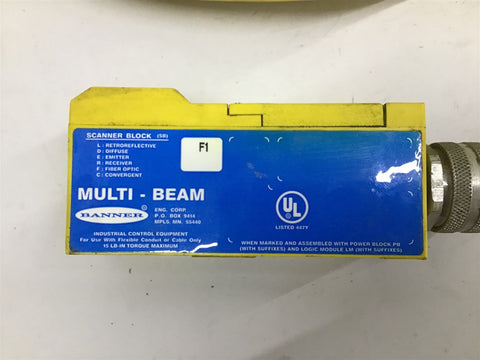 SCANNER BLOCK (SB)
L : RETROREFLECTIVE
D : DIFFUSE
E : EMITTER
R : RECEIVER
F : FIBER OPTIC
C : CONVERGENT
F1
MULTI - BEAM
BANNER
ENG. CORP.
P.O. BOX 9414
MPLS. MN. 55440
INDUSTRIAL CONTROL EQUIPMENT
For Use With Flexible Conduit or Cable Only
15 LB-IN TORQUE MAXIMUM
UL
LISTED 447Y
WHEN MARKED AND ASSEMBLED WITH POWER BLOCK PB
(WITH SUFFIXES) AND LOGIC MODULE LM (WITH SUFFIXES)